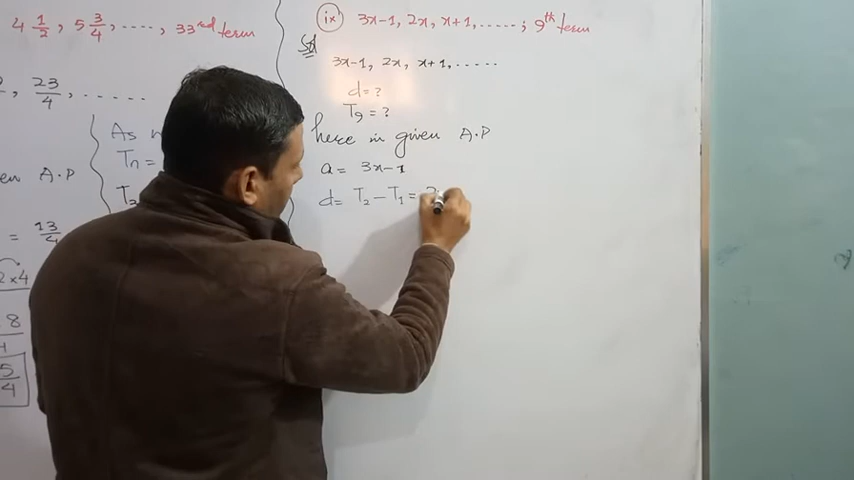 4 1/2, 5 3/4, ....., 33rd term
23/4, .....
As
Tn =
A.P
T2
= 13/4
2x4
8
5/4
ix) 3x-1, 2x, x+1, ......; 9th term
Sol
3x-1, 2x, x+1, ......
d = ?
T9 = ?
here in given A.P
a = 3x-1
d = T2 - T1 = 2